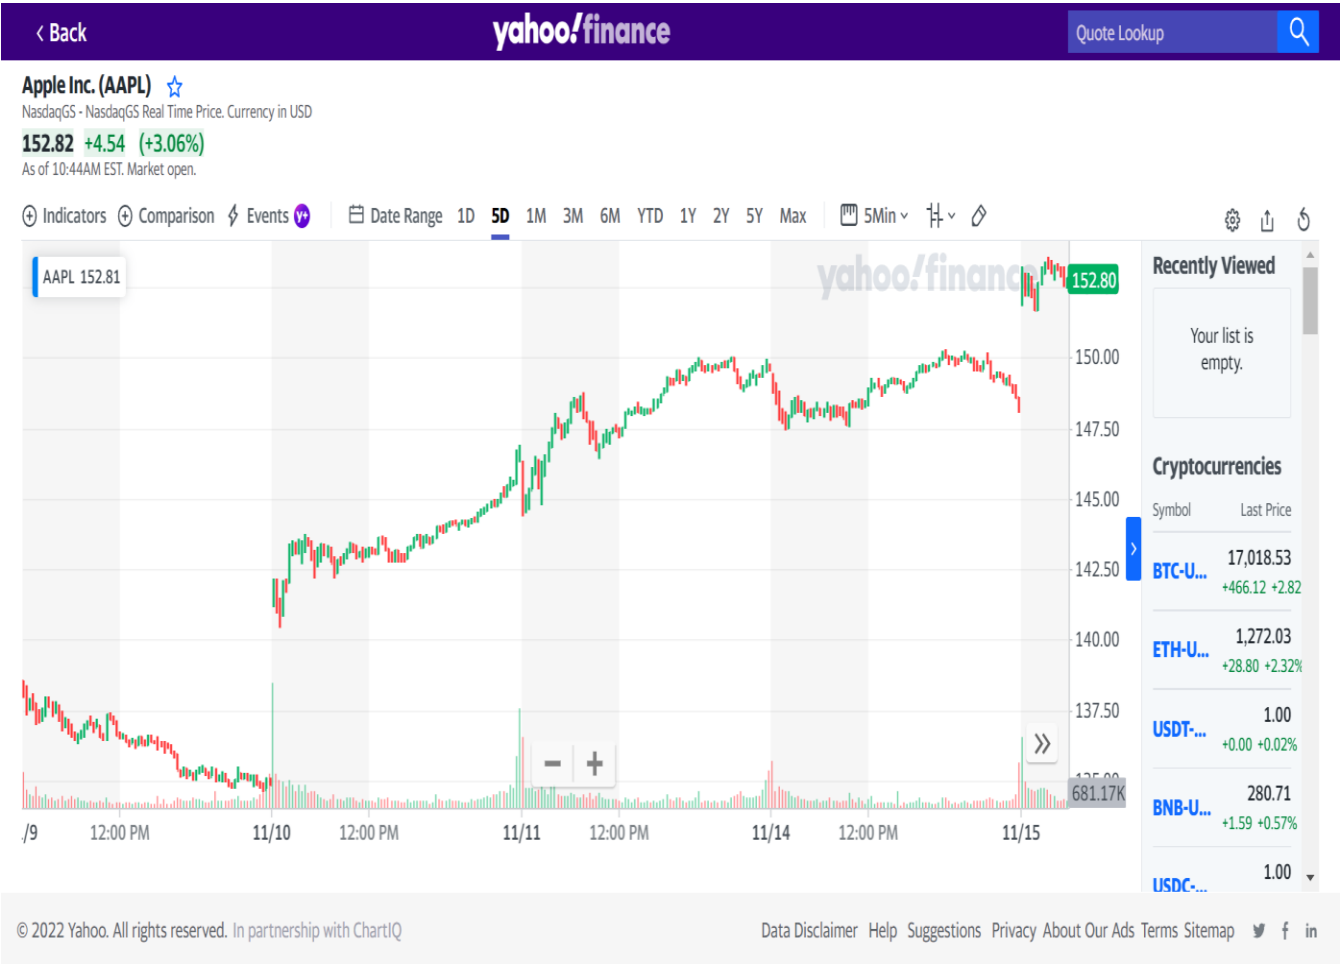 < Back
yahoo!finance
Quote Lookup
Apple Inc. (AAPL)
NasdaqGS - NasdaqGS Real Time Price. Currency in USD
152.82 +4.54 (+3.06%)
As of 10:44AM EST. Market open.
Indicators Comparison Events y+ Date Range 1D 5D 1M 3M 6M YTD 1Y 2Y 5Y Max 5Min
AAPL 152.81
yahoo!finance
152.80
150.00
147.50
145.00
142.50
140.00
137.50
135.00
681.17K
/9 12:00 PM 11/10 12:00 PM 11/11 12:00 PM 11/14 12:00 PM 11/15
Recently Viewed
Your list is
empty.
Cryptocurrencies
Symbol Last Price
BTC-U... 17,018.53
+466.12 +2.82
ETH-U... 1,272.03
+28.80 +2.32%
USDT-... 1.00
+0.00 +0.02%
BNB-U... 280.71
+1.59 +0.57%
USDC-... 1.00
© 2022 Yahoo. All rights reserved. In partnership with ChartIQ
Data Disclaimer Help Suggestions Privacy About Our Ads Terms Sitemap